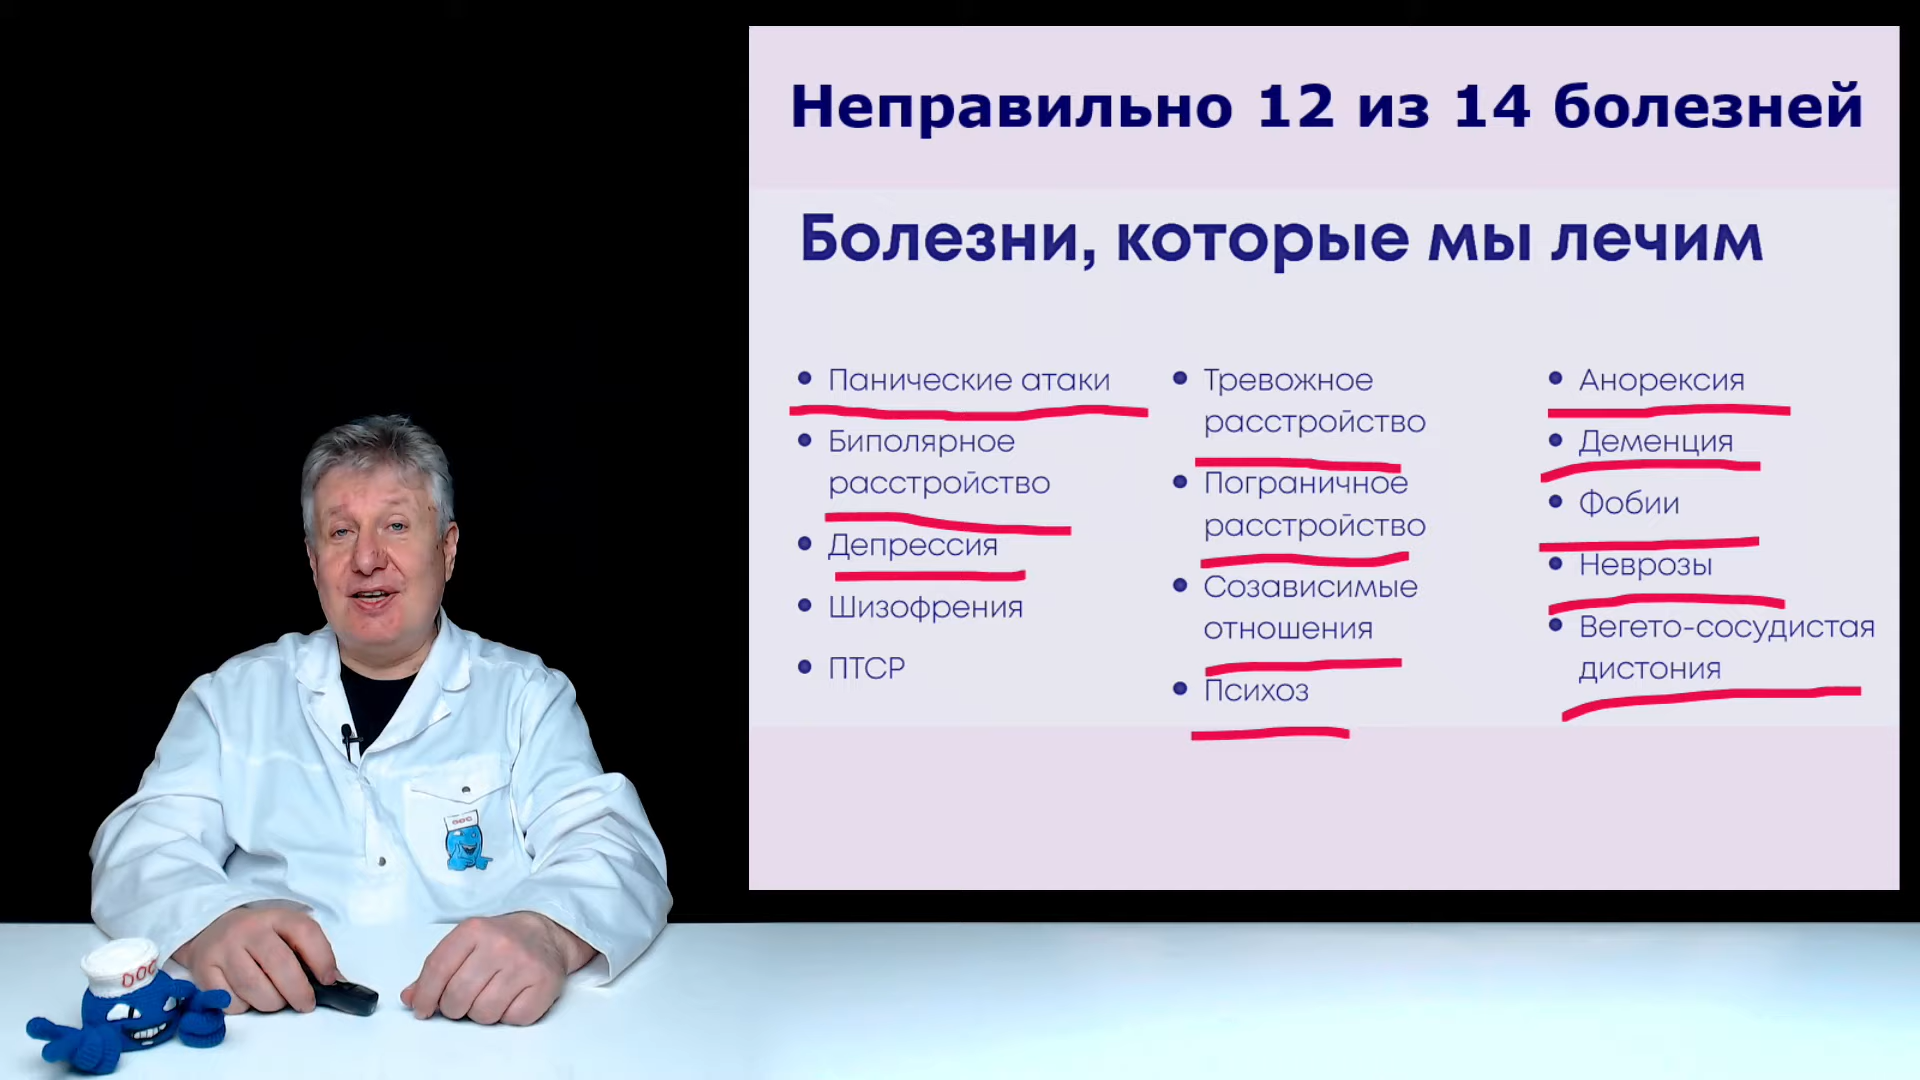 Неправильно 12 из 14 болезней
Болезни, которые мы лечим
• Панические атаки
• Биполярное
расстройство
• Депрессия
• Шизофрения
• ПТСР
• Тревожное
расстройство
• Пограничное
расстройство
• Созависимые
отношения
• Психоз
• Анорексия
• Деменция
• Фобии
• Неврозы
• Вегето-сосудистая
дистония